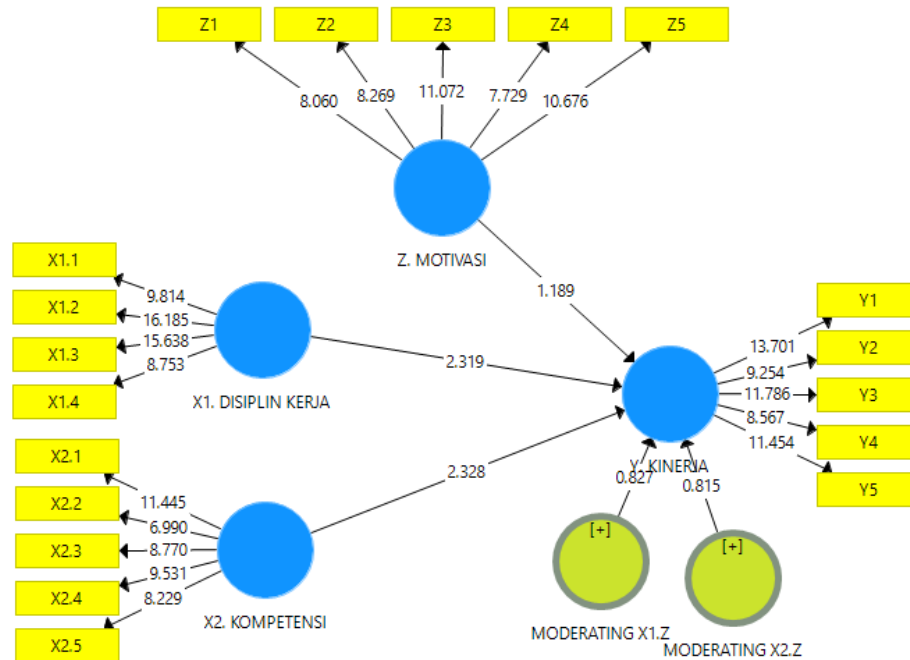 Z1
Z2
Z3
Z4
Z5
8.060
8.269
11.072
7.729
10.676
Z. MOTIVASI
1.189
X1.1
X1.2
X1.3
X1.4
9.814
16.185
15.638
8.753
X1. DISIPLIN KERJA
2.319
X2.1
X2.2
X2.3
X2.4
X2.5
11.445
6.990
8.770
9.531
8.229
X2. KOMPETENSI
2.328
Y1
Y2
Y3
Y4
Y5
13.701
9.254
11.786
8.567
11.454
Y. KINERJA
0.827
0.815
[+]
[+]
MODERATING X1.Z
MODERATING X2.Z